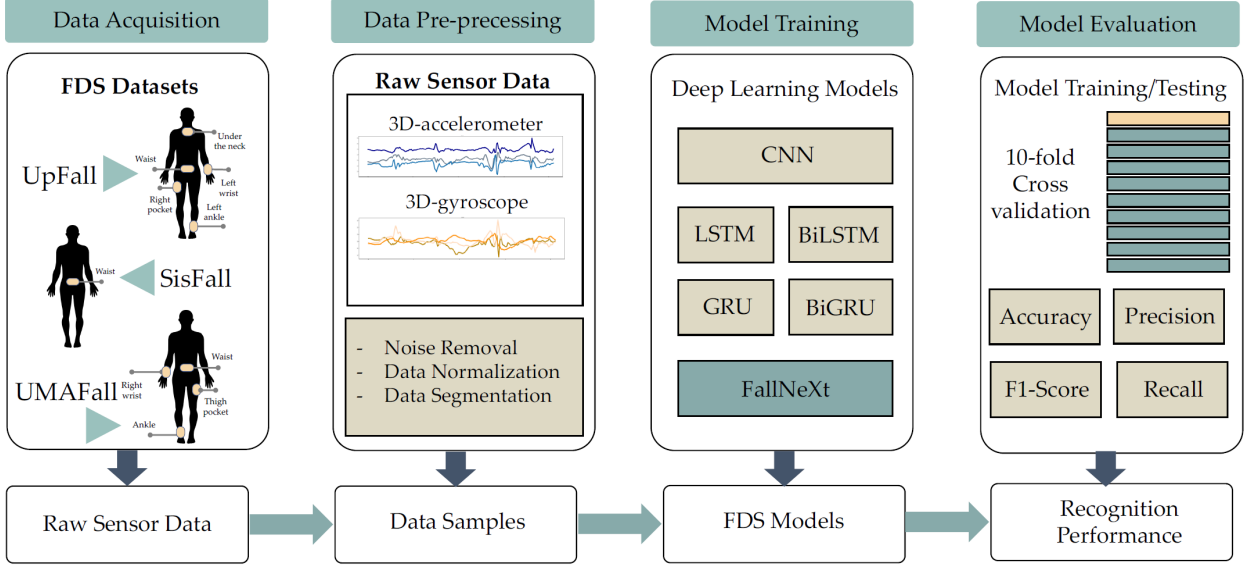 Data Acquisition
FDS Datasets
UpFall
Under
the neck
Waist
Left
wrist
Right
pocket
Left
ankle
Waist
SisFall
UMAFall
Waist
Right
wrist
Thigh
pocket
Ankle
Raw Sensor Data
Data Pre-precessing
Raw Sensor Data
3D-accelerometer
3D-gyroscope
- Noise Removal
- Data Normalization
- Data Segmentation
Data Samples
Model Training
Deep Learning Models
CNN
LSTM
BiLSTM
GRU
BiGRU
FallNeXt
FDS Models
Model Evaluation
Model Training/Testing
10-fold
Cross
validation
Accuracy
Precision
F1-Score
Recall
Recognition
Performance